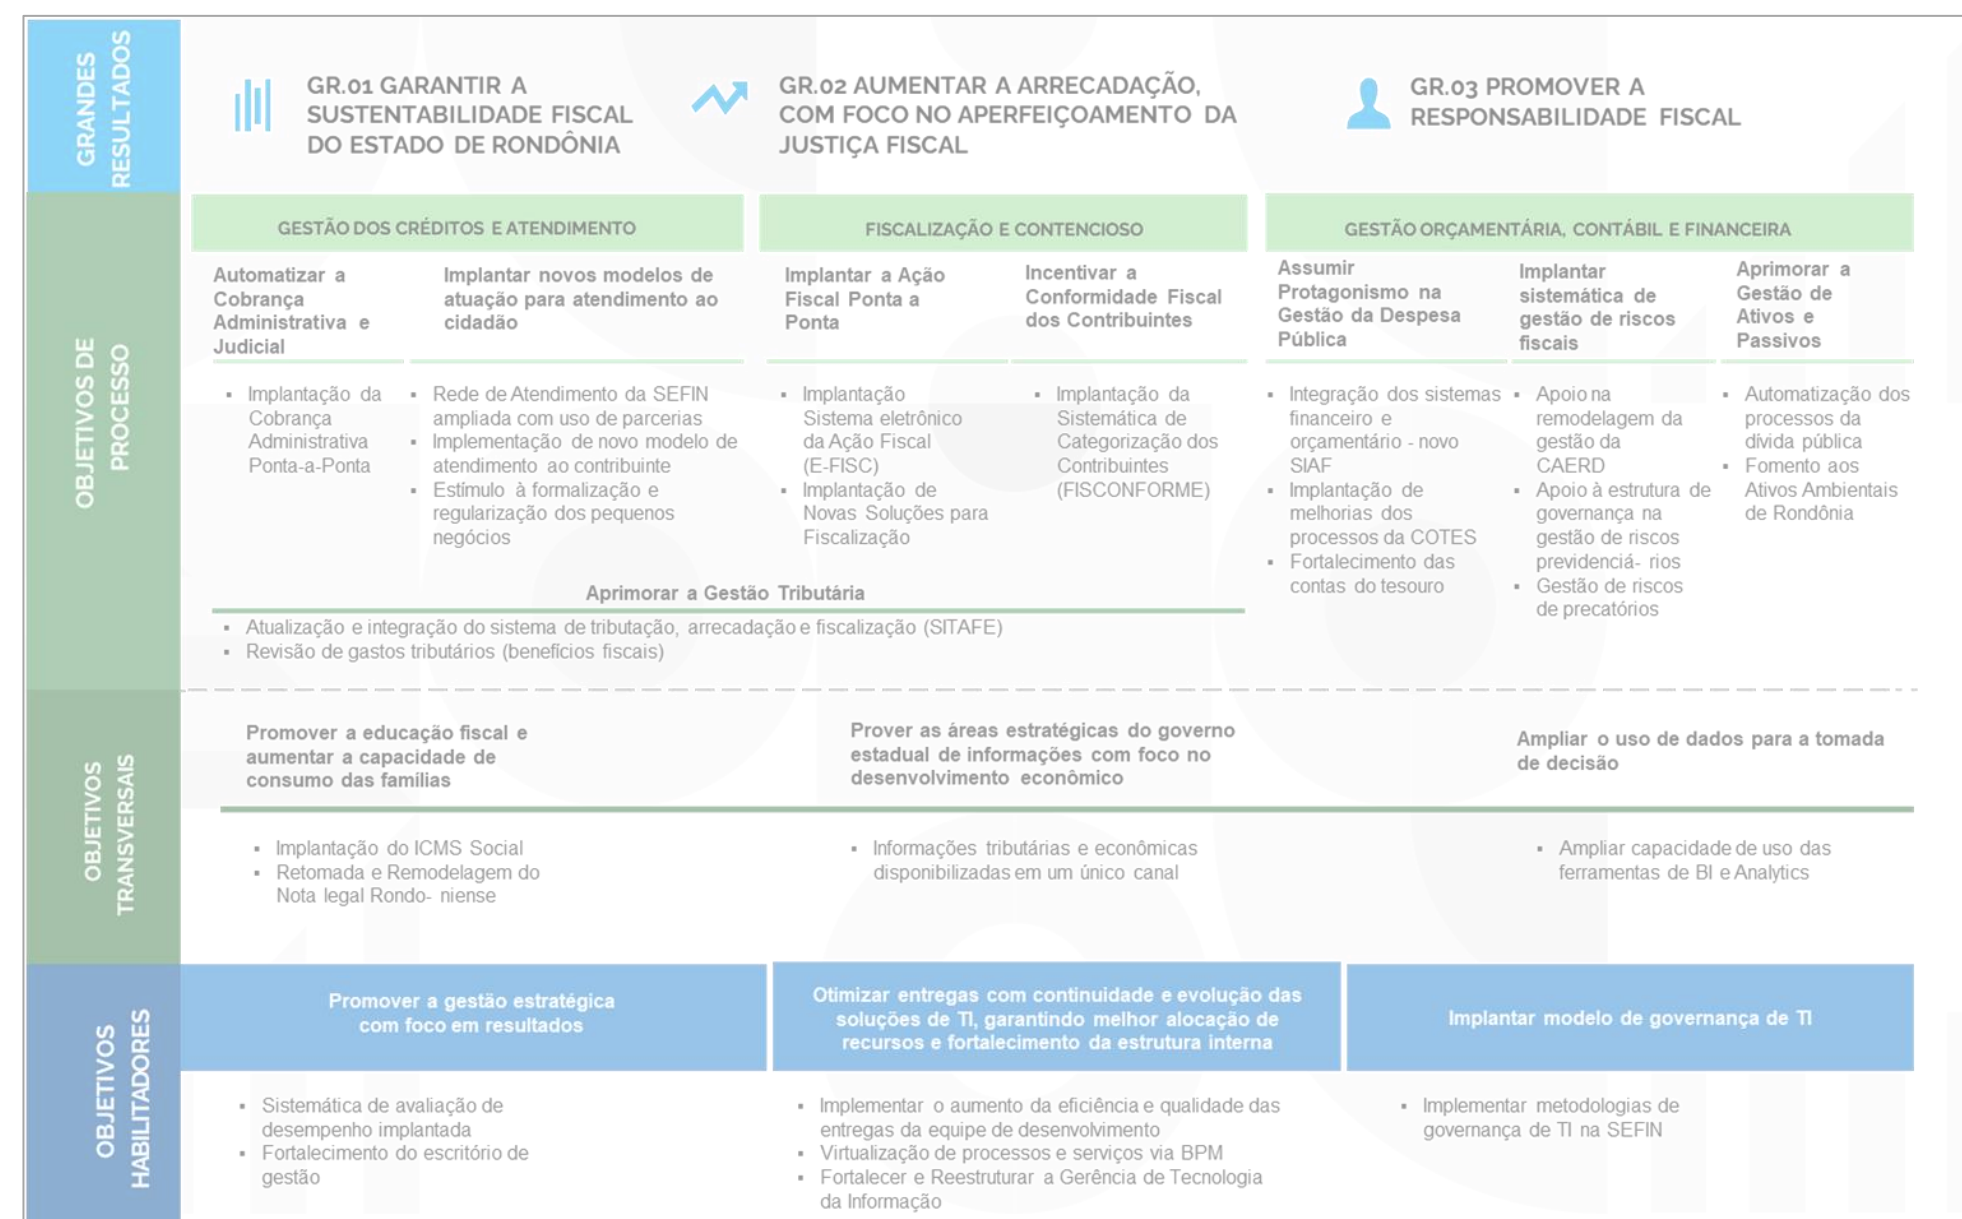 GRANDES
RESULTADOS
GR.01 GARANTIR A
SUSTENTABILIDADE FISCAL
DO ESTADO DE RONDÔNIA
GR.02 AUMENTAR A ARRECADAÇÃO,
COM FOCO NO APERFEIÇOAMENTO DA
JUSTIÇA FISCAL
GR.03 PROMOVER A
RESPONSABILIDADE FISCAL
OBJETIVOS DE
PROCESSO
GESTÃO DOS CRÉDITOS E ATENDIMENTO
Automatizar a
Cobrança
Administrativa e
Judicial
▪ Implantação da
Cobrança
Administrativa
Ponta-a-Ponta
Implantar novos modelos de
atuação para atendimento ao
cidadão
▪ Rede de Atendimento da SEFIN
ampliada com uso de parcerias
▪ Implementação de novo modelo de
atendimento ao contribuinte
▪ Estímulo à formalização e
regularização dos pequenos
negócios
FISCALIZAÇÃO E CONTENCIOSO
Implantar a Ação
Fiscal Ponta a
Ponta
▪ Implantação
Sistema eletrônico
da Ação Fiscal
(E-FISC)
▪ Implantação de
Novas Soluções para
Fiscalização
Incentivar a
Conformidade Fiscal
dos Contribuintes
▪ Implantação da
Sistemática de
Categorização dos
Contribuintes
(FISCONFORME)
Aprimorar a Gestão Tributária
▪ Atualização e integração do sistema de tributação, arrecadação e fiscalização (SITAFE)
▪ Revisão de gastos tributários (benefícios fiscais)
GESTÃO ORÇAMENTÁRIA, CONTÁBIL E FINANCEIRA
Assumir
Protagonismo na
Gestão da Despesa
Pública
▪ Integração dos sistemas
financeiro e
orçamentário - novo
SIAF
▪ Implantação de
melhorias dos
processos da COTES
▪ Fortalecimento das
contas do tesouro
Implantar
sistemática de
gestão de riscos
fiscais
▪ Apoio na
remodelagem da
gestão da
CAERD
▪ Apoio à estrutura de
governança na
gestão de riscos
previdenciá- rios
▪ Gestão de riscos
de precatórios
Aprimorar a
Gestão de
Ativos e
Passivos
▪ Automatização dos
processos da
dívida pública
▪ Fomento aos
Ativos Ambientais
de Rondônia
OBJETIVOS
TRANSVERSAIS
Promover a educação fiscal e
aumentar a capacidade de
consumo das famílias
▪ Implantação do ICMS Social
▪ Retomada e Remodelagem do
Nota legal Rondo- niense
Prover as áreas estratégicas do governo
estadual de informações com foco no
desenvolvimento econômico
▪ Informações tributárias e econômicas
disponibilizadas em um único canal
Ampliar o uso de dados para a tomada
de decisão
▪ Ampliar capacidade de uso das
ferramentas de BI e Analytics
OBJETIVOS
HABILITADORES
Promover a gestão estratégica
com foco em resultados
▪ Sistemática de avaliação de
desempenho implantada
▪ Fortalecimento do escritório de
gestão
Otimizar entregas com continuidade e evolução das
soluções de TI, garantindo melhor alocação de
recursos e fortalecimento da estrutura interna
▪ Implementar o aumento da eficiência e qualidade das
entregas da equipe de desenvolvimento
▪ Virtualização de processos e serviços via BPM
▪ Fortalecer e Reestruturar a Gerência de Tecnologia
da Informação
Implantar modelo de governança de TI
▪ Implementar metodologias de
governança de TI na SEFIN